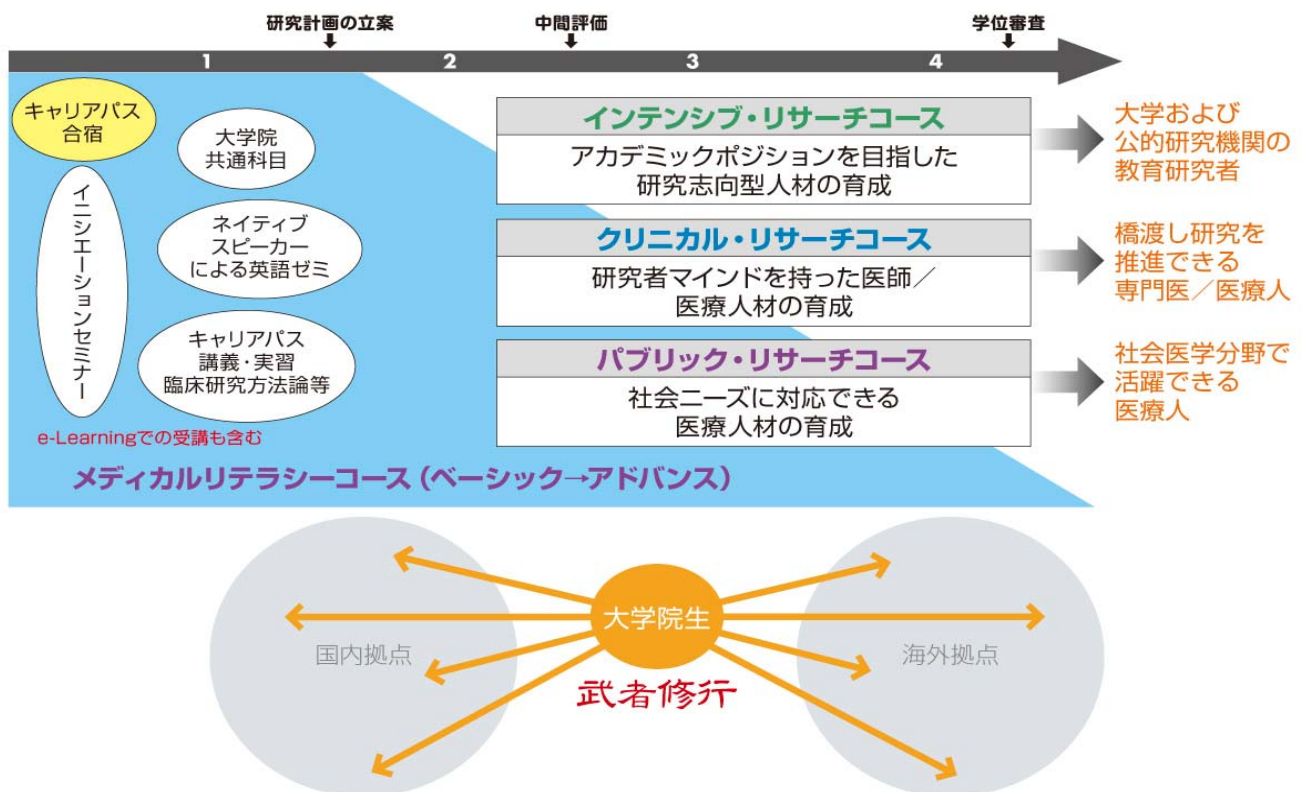 研究計画の立案
中間評価
学位審査
1
2
3
4
キャリアパス
合宿
イニシエーションセミナー
大学院
共通科目
ネイティブ
スピーカー
による英語ゼミ
キャリアパス
講義・実習
臨床研究方法論等
e-Learningでの受講も含む
メディカルリテラシーコース（ベーシック→アドバンス）
インテンシブ・リサーチコース
アカデミックポジションを目指した
研究志向型人材の育成
大学および
公的研究機関の
教育研究者
クリニカル・リサーチコース
研究者マインドを持った医師／
医療人材の育成
橋渡し研究を
推進できる
専門医／医療人
パブリック・リサーチコース
社会ニーズに対応できる
医療人材の育成
社会医学分野で
活躍できる
医療人
国内拠点
大学院生
武者修行
海外拠点